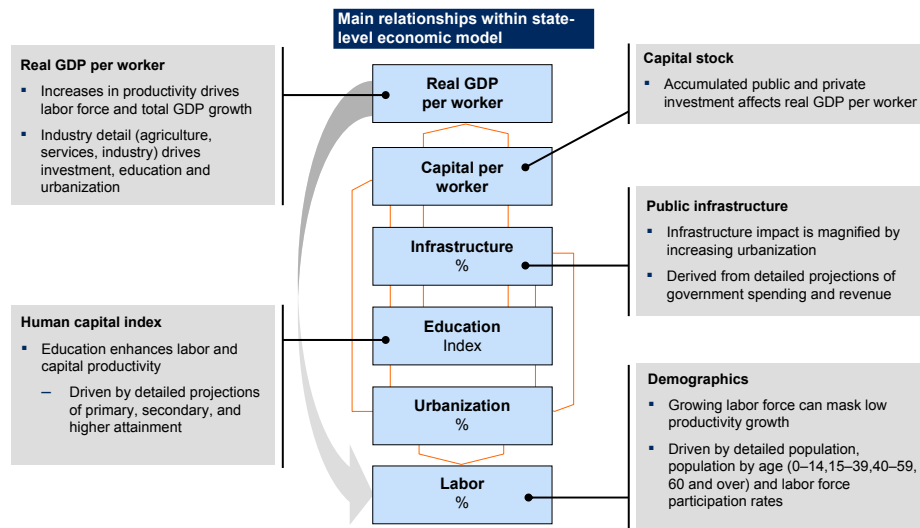 Main relationships within state-
level economic model
Real GDP per worker
▪ Increases in productivity drives
labor force and total GDP growth
▪ Industry detail (agriculture,
services, industry) drives
investment, education and
urbanization
Human capital index
▪ Education enhances labor and
capital productivity
– Driven by detailed projections
of primary, secondary, and
higher attainment
Real GDP
per worker
Capital per
worker
Infrastructure
%
Education
Index
Urbanization
%
Labor
%
Capital stock
▪ Accumulated public and private
investment affects real GDP per worker
Public infrastructure
▪ Infrastructure impact is magnified by
increasing urbanization
▪ Derived from detailed projections of
government spending and revenue
Demographics
▪ Growing labor force can mask low
productivity growth
▪ Driven by detailed population,
population by age (0–14,15–39,40–59,
60 and over) and labor force
participation rates